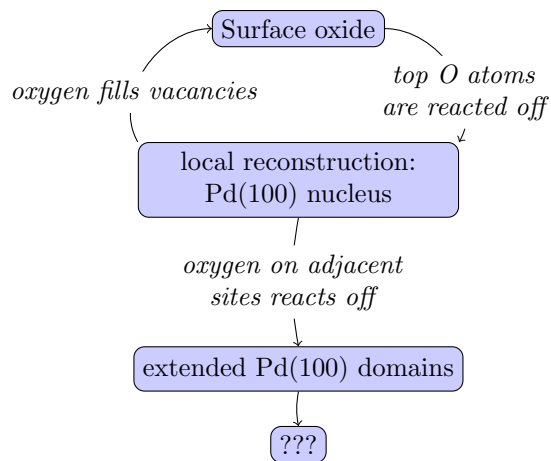 Surface oxide
oxygen fills vacancies
top O atoms
are reacted off
local reconstruction:
Pd(100) nucleus
oxygen on adjacent
sites reacts off
extended Pd(100) domains
???